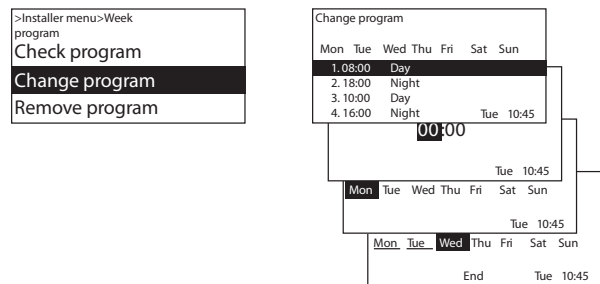 >Installer menu>Week
program
Check program
Change program
Remove program
Change program
Mon Tue Wed Thu Fri Sat Sun
1. 08:00 Day
2. 18:00 Night
3. 10:00 Day
4. 16:00 Night Tue 10:45
00:00
Tue 10:45
Mon Tue Wed Thu Fri Sat Sun
Tue 10:45
Mon Tue Wed Thu Fri Sat Sun
End Tue 10:45